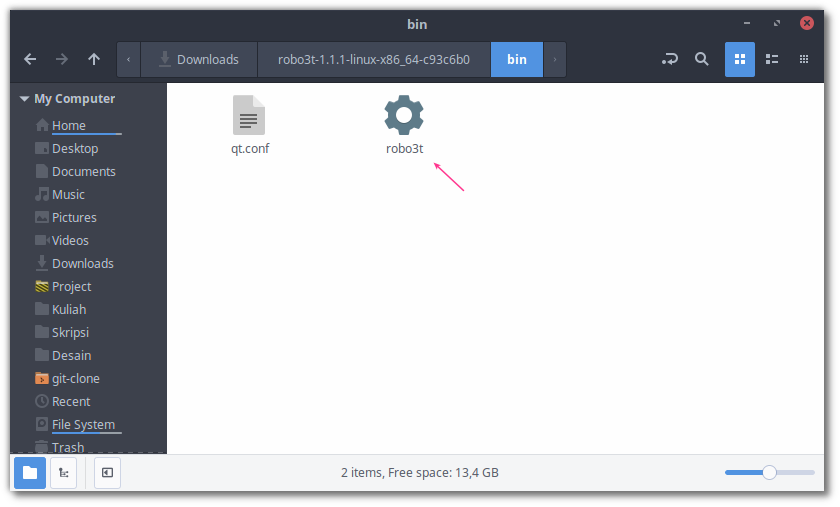 bin
Downloads
robo3t-1.1.1-linux-x86_64-c93c6b0
bin
My Computer
Home
Desktop
Documents
Music
Pictures
Videos
Downloads
Project
Kuliah
Skripsi
Desain
git-clone
Recent
File System
Trash
qt.conf
robo3t
2 items, Free space: 13,4 GB